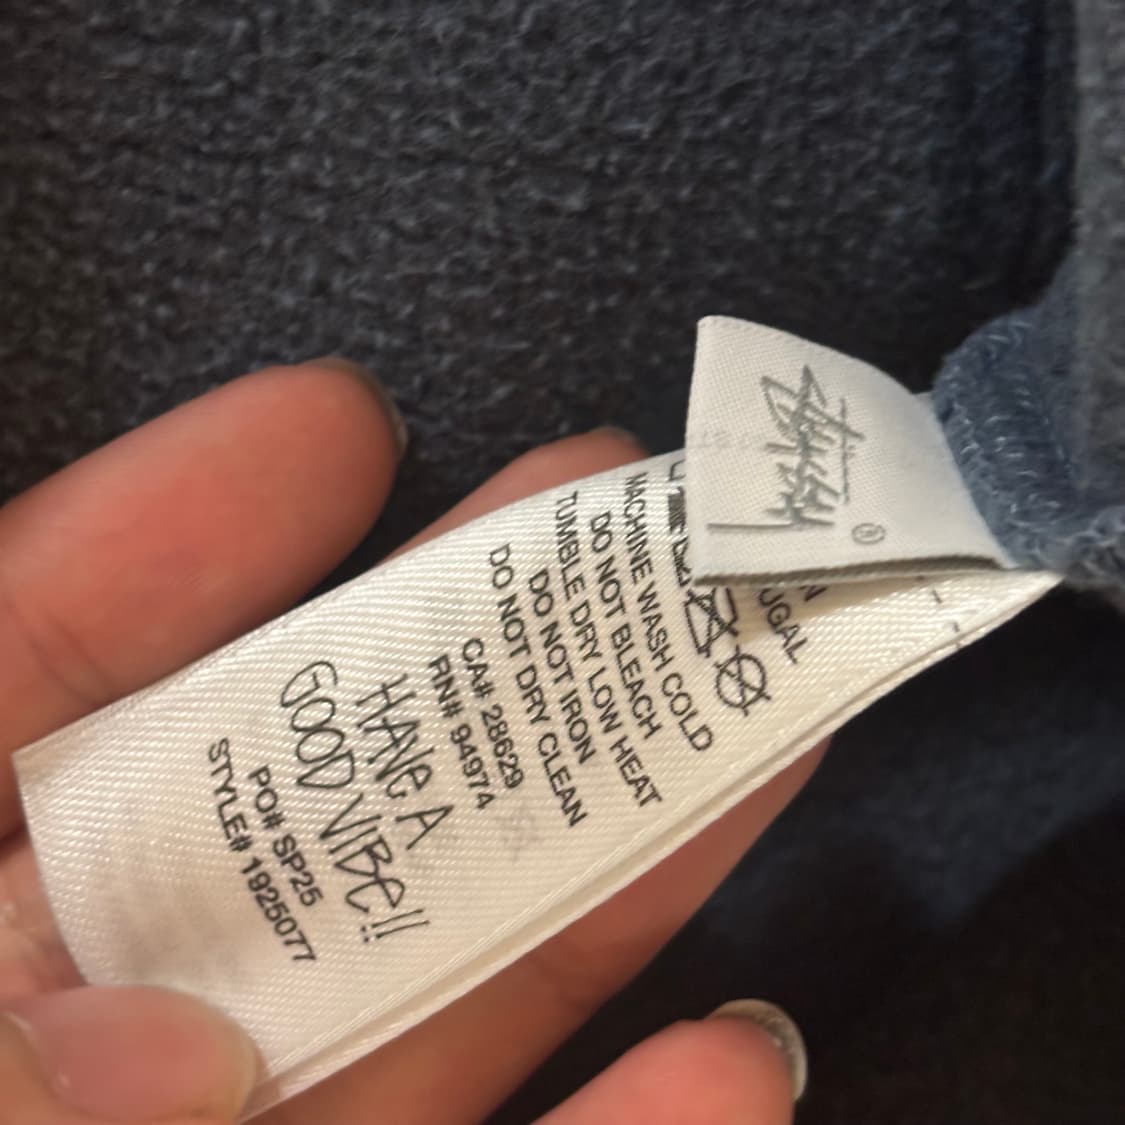 Stüssy
®
UGAL
MACHINE WASH COLD
DO NOT BLEACH
TUMBLE DRY LOW HEAT
DO NOT IRON
DO NOT DRY CLEAN
CA# 28629
RN# 94974
HAVE A
GOOD VIBE!!
PO# SP25
STYLE# 1925077